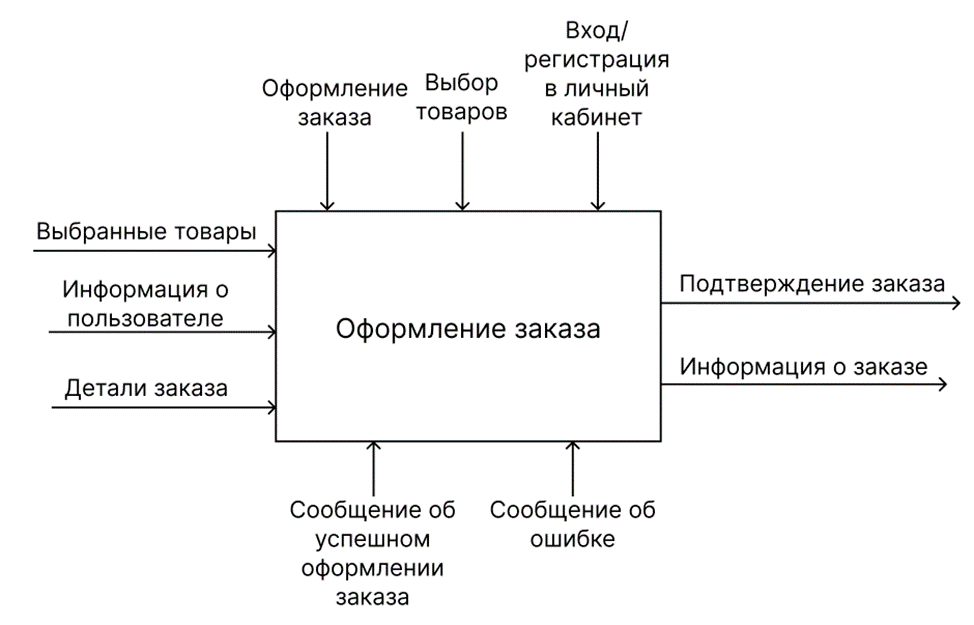 Оформление
заказа
Выбор
товаров
Вход/
регистрация
в личный
кабинет
Выбранные товары
Информация о
пользователе
Детали заказа
Оформление заказа
Подтверждение заказа
Информация о заказе
Сообщение об
успешном
оформлении
заказа
Сообщение об
ошибке